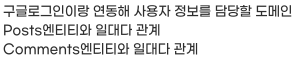 구글로그인이랑 연동해 사용자 정보를 담당할 도메인
Posts엔티티와 일대다 관계
Comments엔티티와 일대다 관계